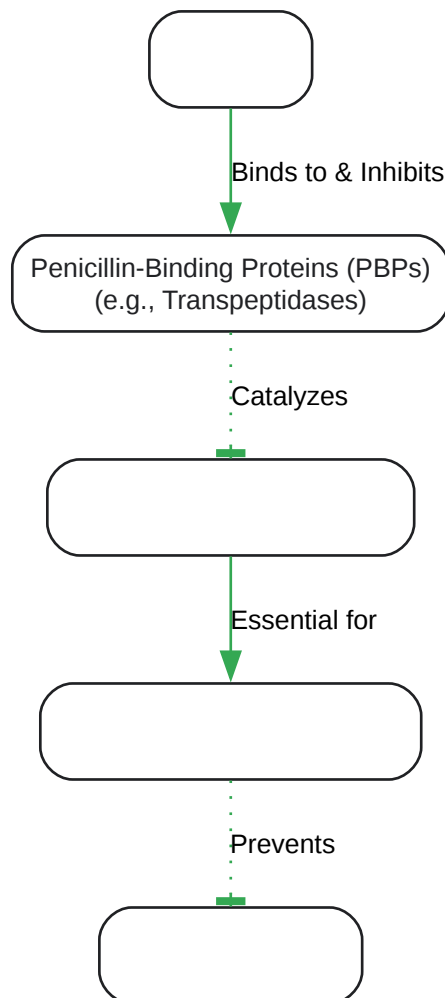 Binds to & Inhibits
Penicillin-Binding Proteins (PBPs)
(e.g., Transpeptidases)
Catalyzes
Essential for
Prevents